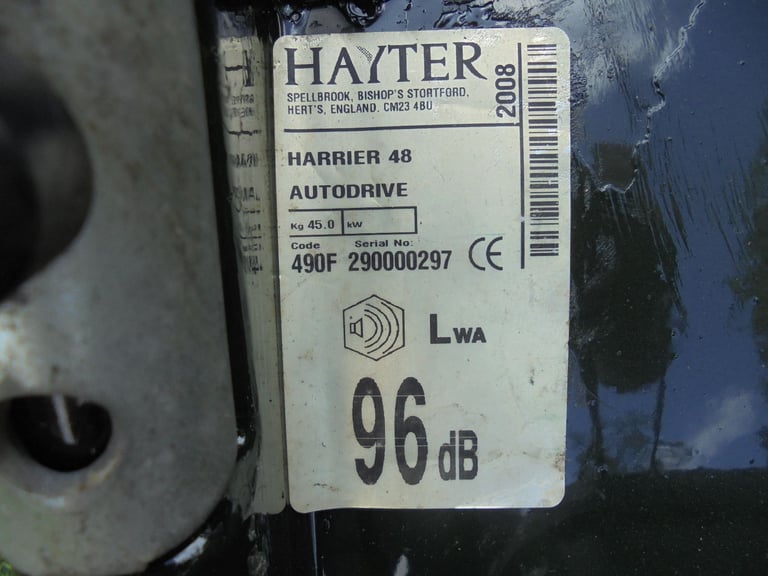 HAYTER
SPELLBROOK, BISHOP'S STORTFORD,
HERT'S, ENGLAND. CM23 4BU
2008
HARRIER 48
AUTODRIVE
Kg 45.0 kW
Code Serial No:
490F 290000297 CE
LWA
96 dB